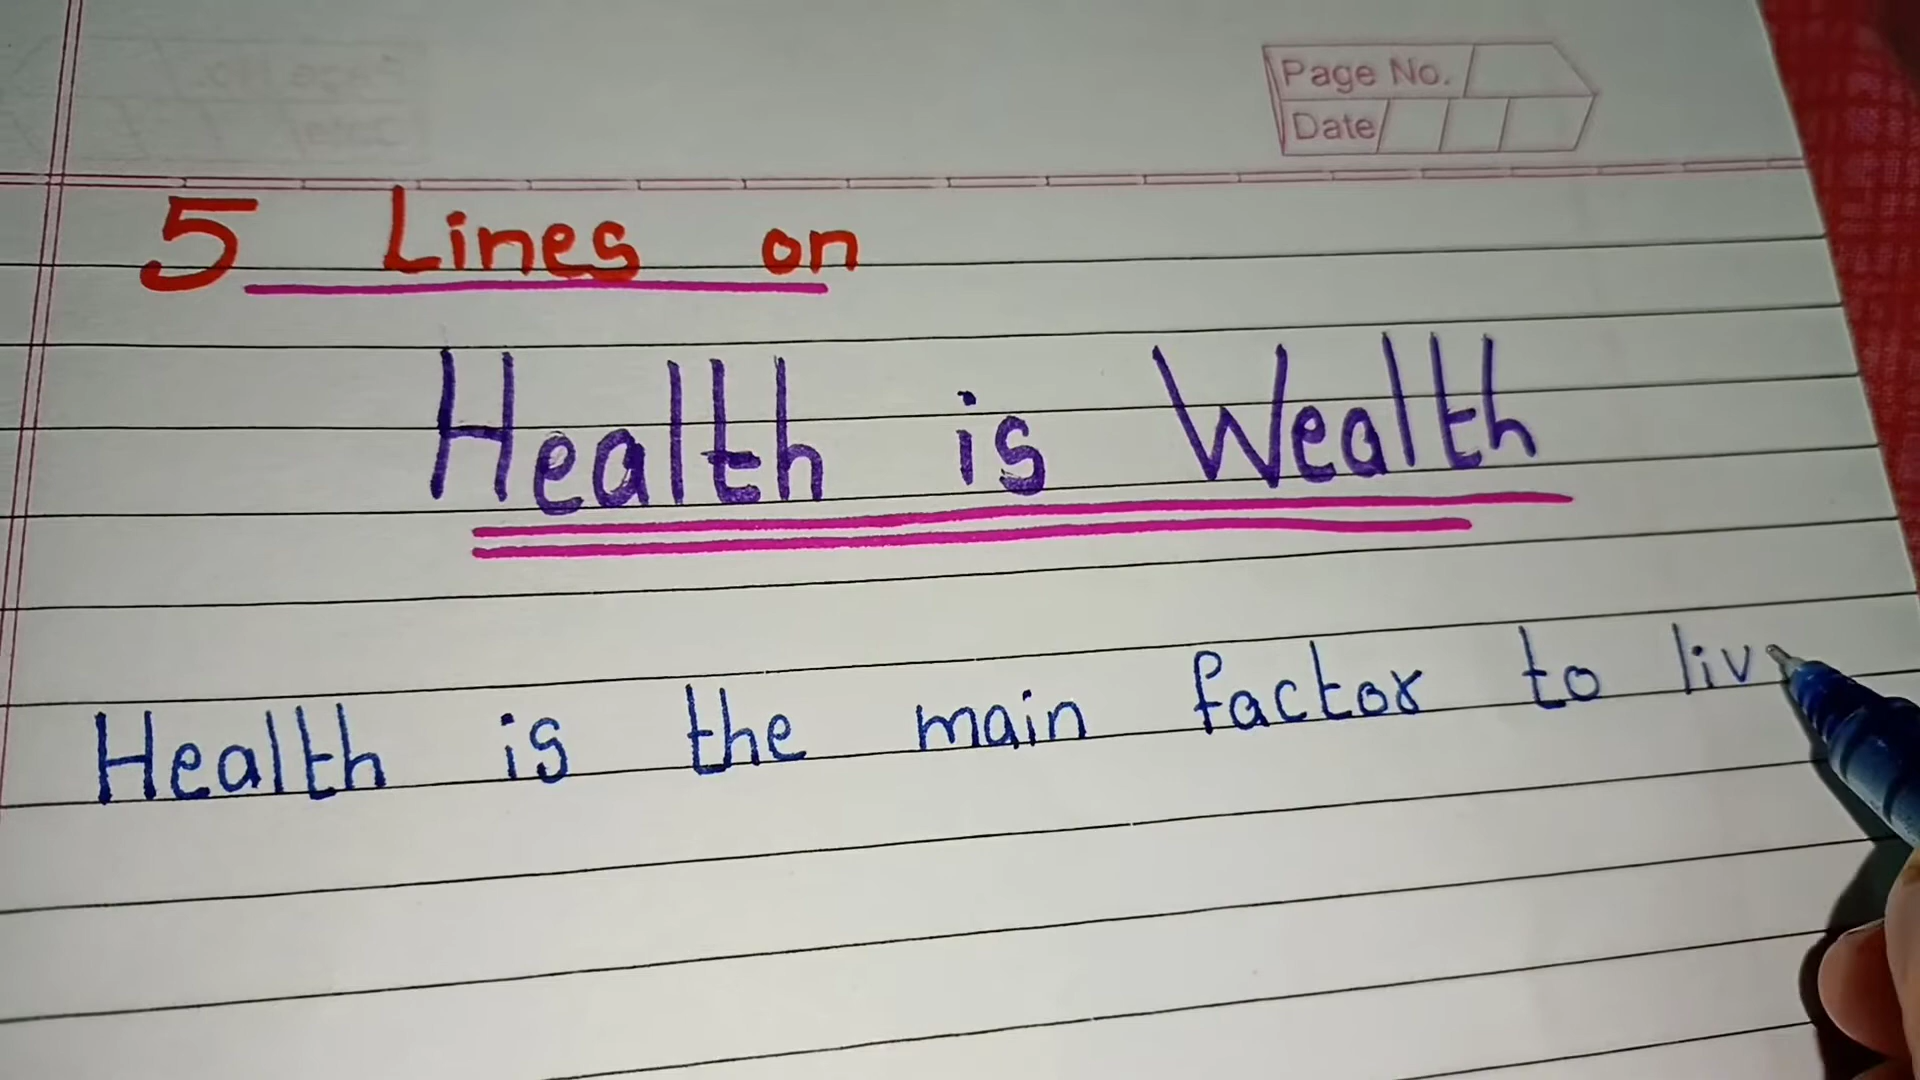 Page No.
Date
5 Lines on
Health is Wealth
Health is the main factor to liv